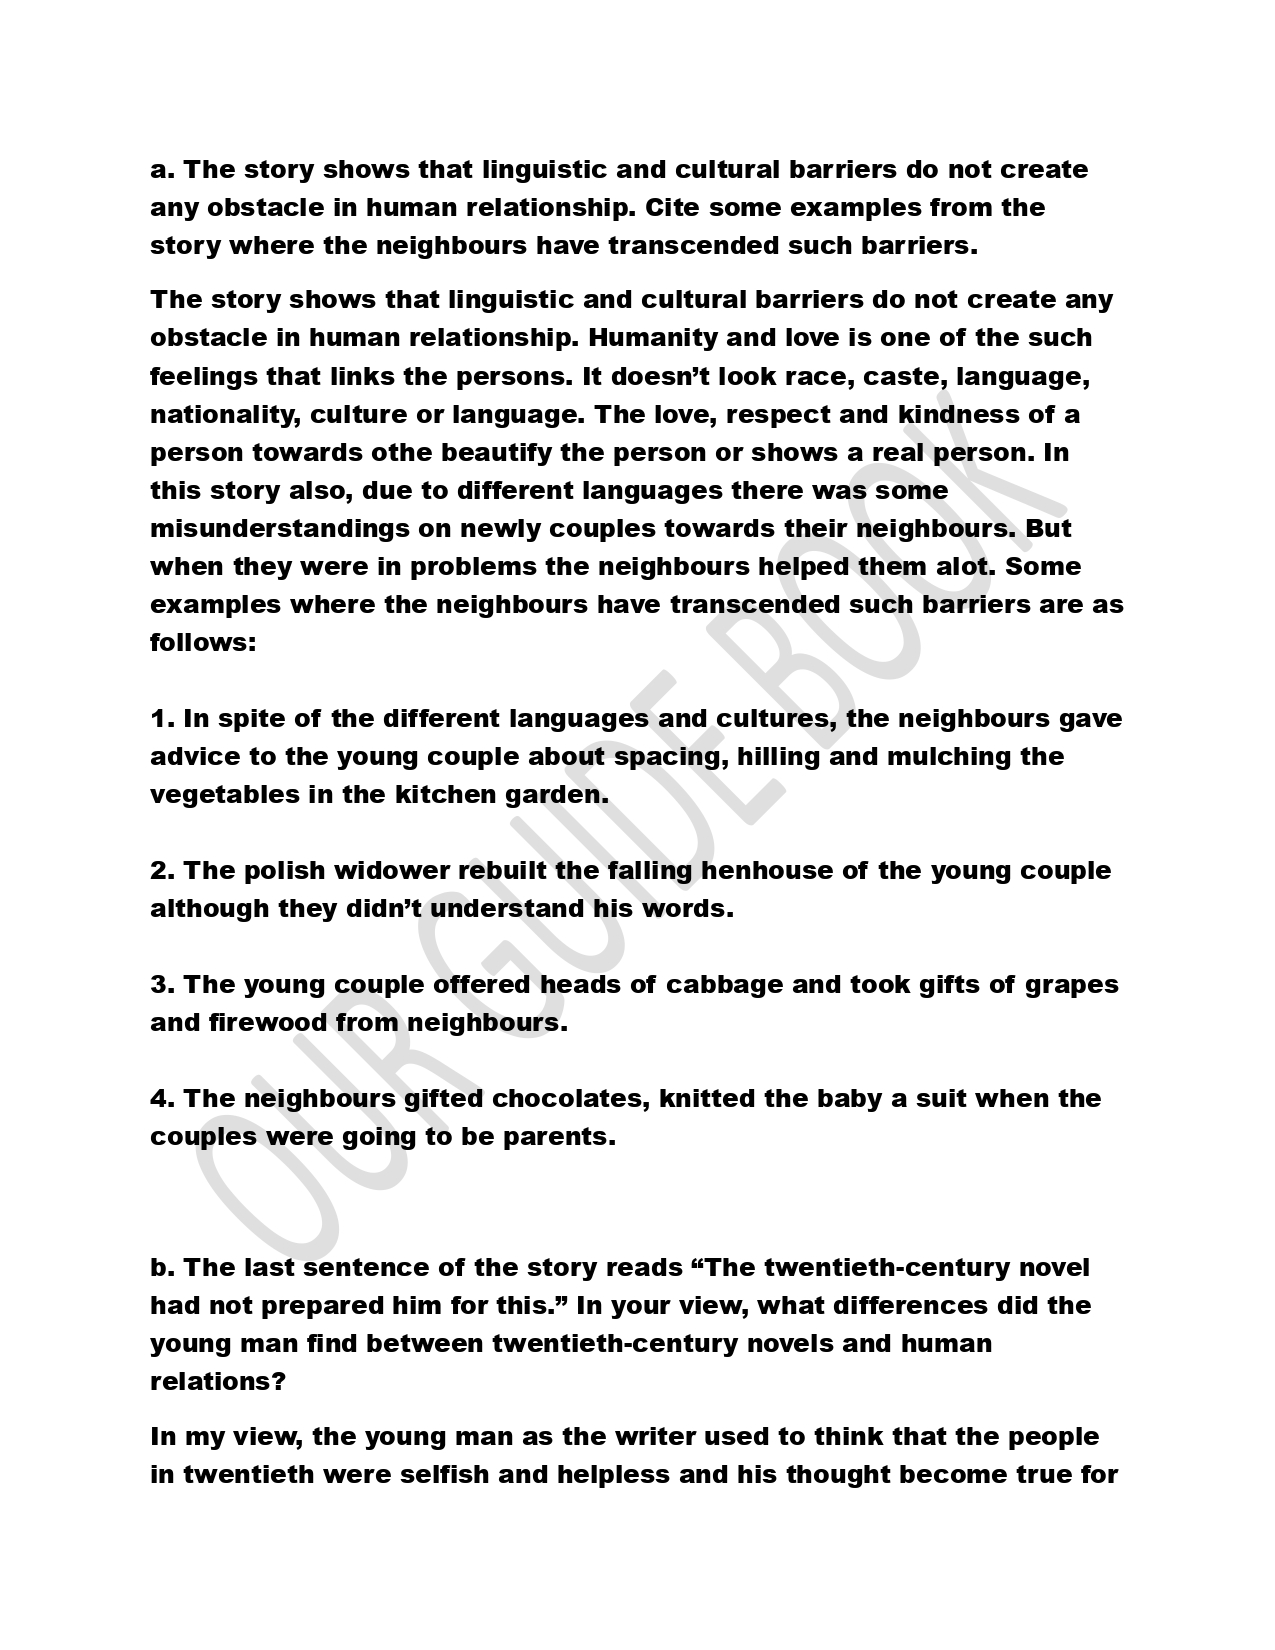 a. The story shows that linguistic and cultural barriers do not create
any obstacle in human relationship. Cite some examples from the
story where the neighbours have transcended such barriers.
The story shows that linguistic and cultural barriers do not create any
obstacle in human relationship. Humanity and love is one of the such
feelings that links the persons. It doesn’t look race, caste, language,
nationality, culture or language. The love, respect and kindness of a
person towards othe beautify the person or shows a real person. In
this story also, due to different languages there was some
misunderstandings on newly couples towards their neighbours. But
when they were in problems the neighbours helped them alot. Some
examples where the neighbours have transcended such barriers are as
follows:
1. In spite of the different languages and cultures, the neighbours gave
advice to the young couple about spacing, hilling and mulching the
vegetables in the kitchen garden.
2. The polish widower rebuilt the falling henhouse of the young couple
although they didn’t understand his words.
3. The young couple offered heads of cabbage and took gifts of grapes
and firewood from neighbours.
4. The neighbours gifted chocolates, knitted the baby a suit when the
couples were going to be parents.
b. The last sentence of the story reads “The twentieth-century novel
had not prepared him for this.” In your view, what differences did the
young man find between twentieth-century novels and human
relations?
In my view, the young man as the writer used to think that the people
in twentieth were selfish and helpless and his thought become true for
OUR GUIDE BOOK